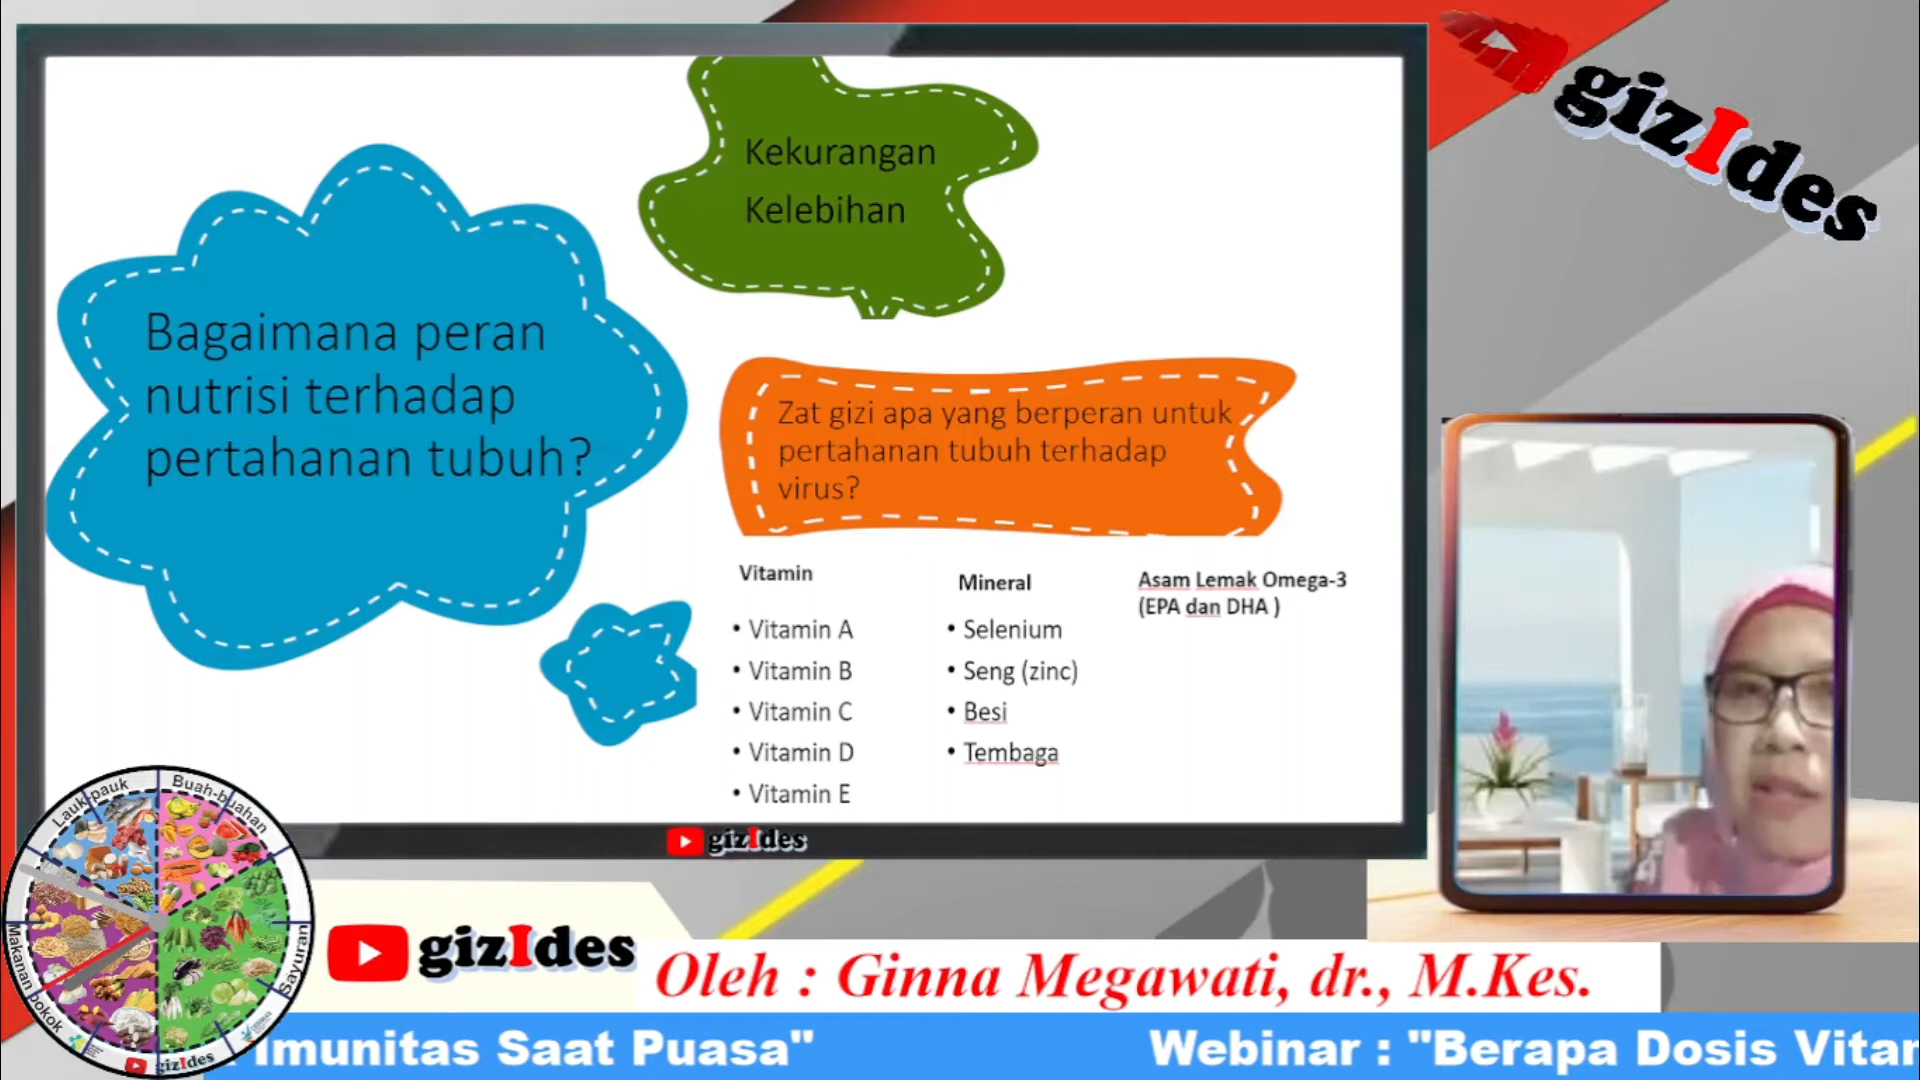 gizIdes
Kekurangan
Kelebihan
Bagaimana peran
nutrisi terhadap
pertahanan tubuh?
Zat gizi apa yang berperan untuk
pertahanan tubuh terhadap
virus?
Vitamin
• Vitamin A
• Vitamin B
• Vitamin C
• Vitamin D
• Vitamin E
Mineral
• Selenium
• Seng (zinc)
• Besi
• Tembaga
Asam Lemak Omega-3
(EPA dan DHA )
gizIdes
Lauk-pauk
Buah-buahan
Makanan pokok
Sayuran
gizIdes
gizIdes
Oleh : Ginna Megawati, dr., M.Kes.
Imunitas Saat Puasa"
Webinar : "Berapa Dosis Vitar